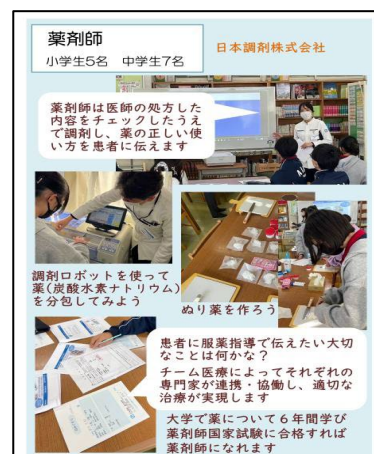 薬剤師
小学生5名 中学生7名
日本調剤株式会社
薬剤師は医師の処方した
内容をチェックしたうえ
で調剤し、薬の正しい使
い方を患者に伝えます
調剤ロボットを使って
薬(炭酸水素ナトリウム)
を分包してみよう
ぬり薬を作ろう
患者に服薬指導で伝えたい大切
なことは何かな？
チーム医療によってそれぞれの
専門家が連携・協働し、適切な
治療が実現します
大学で薬について６年間学び
薬剤師国家試験に合格すれば
薬剤師になれます